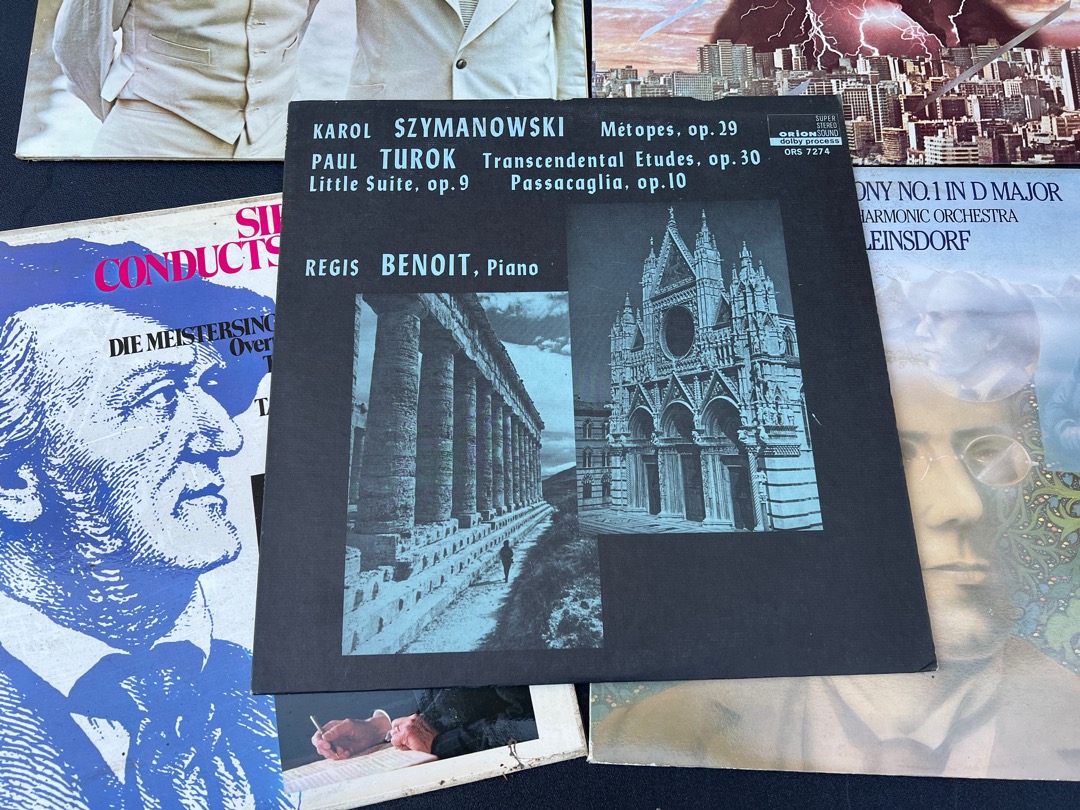 KAROL SZYMANOWSKI Métopes, op.29
PAUL TUROK Transcendental Etudes, op.30
Little Suite, op.9 Passacaglia, op.10
SUPER
STEREO
orion SOUND
dolby process
ORS 7274
REGIS BENOIT, Piano
CONDUCTS
DIE MEISTERSING
Over
NO.1 IN D MAJOR
ORCHESTRA
LEINSDORF